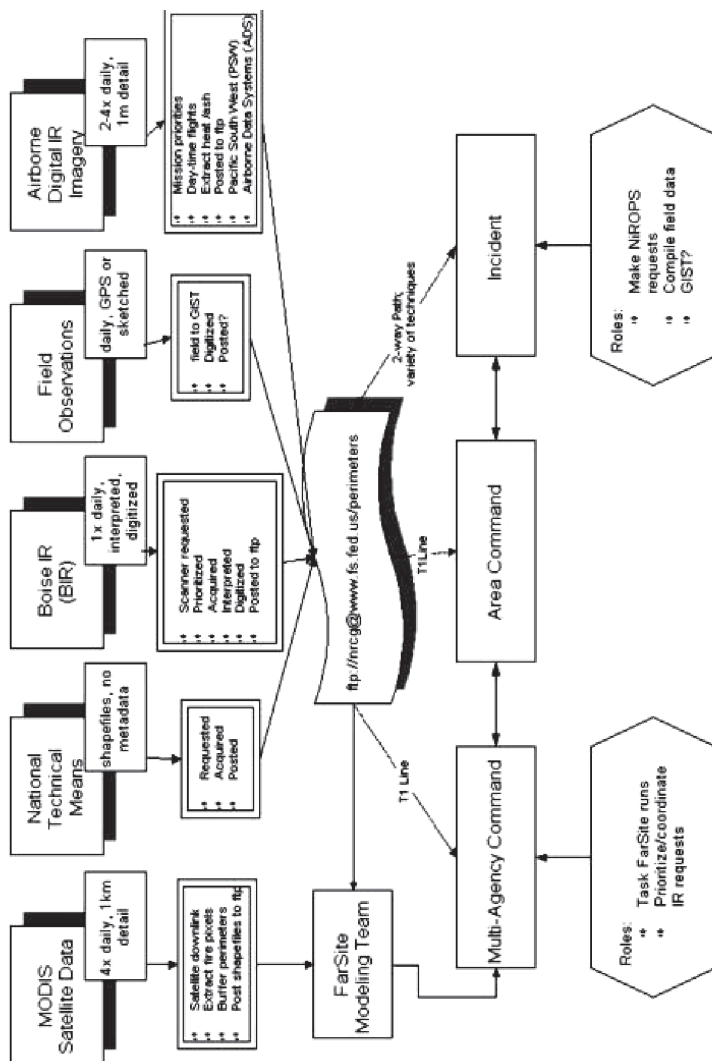 MODIS
Satellite Data
4x daily, 1km
detail
Satellite downlink
Extract fire pixels
Buffer perimeters
Post shapefiles to ftp
National
Technical
Means
shapefiles, no
metadata
Requested
Acquired
Posted
Boise IR
(BIR)
1x daily,
interpreted,
digitized
Scanner requested
Prioritized
Acquired
Interpreted
Digitized
Posted to ftp
Field
Observations
daily, GPS or
sketched
field to GIST
Digitized
Posted?
Airborne
Digital IR
Imagery
2-4x daily,
1m detail
Mission priorities
Day-time flights
Extract heat /ash
Posted to ftp
Pacific South West (PSW)
Airborne Data Systems (ADS)
ftp://nrcg@www.fs.fed.us/perimeters
FarSite
Modeling Team
T1 Line
T1Line
2-way Path;
variety of techniques
Multi-Agency Command
Area Command
Incident
Roles:
Task FarSite runs
Prioritize/coordinate
IR requests
Roles:
Make NIROPS
requests
Compile field data
GIST?